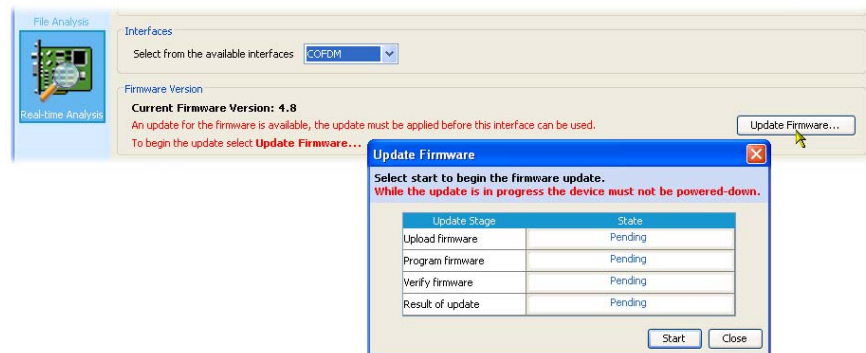 File Analysis
Real-time Analysis
Interfaces
Select from the available interfaces COFDM
Firmware Version
Current Firmware Version: 4.8
An update for the firmware is available, the update must be applied before this interface can be used.
To begin the update select Update Firmware...
Update Firmware...
Update Firmware
Select start to begin the firmware update.
While the update is in progress the device must not be powered-down.
Update Stage State
Upload firmware Pending
Program firmware Pending
Verify firmware Pending
Result of update Pending
Start Close